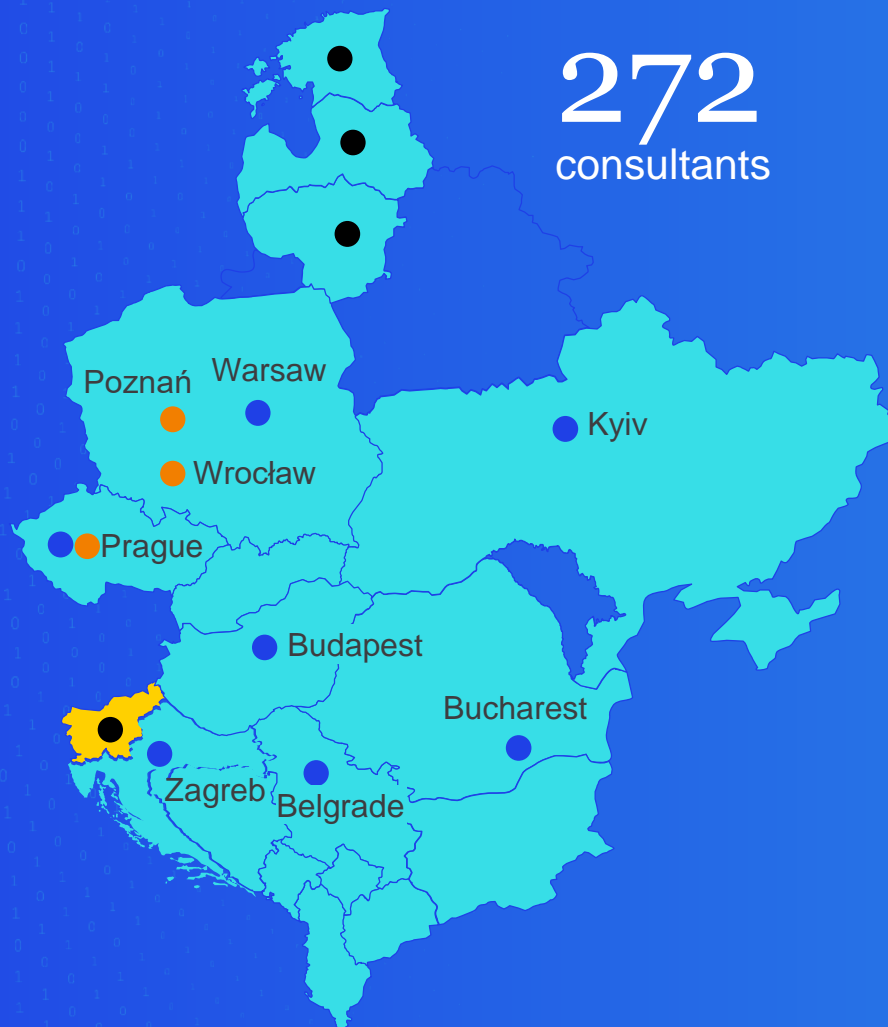 272
consultants
Warsaw
Poznań
Kyiv
Wrocław
Prague
Budapest
Bucharest
Zagreb
Belgrade